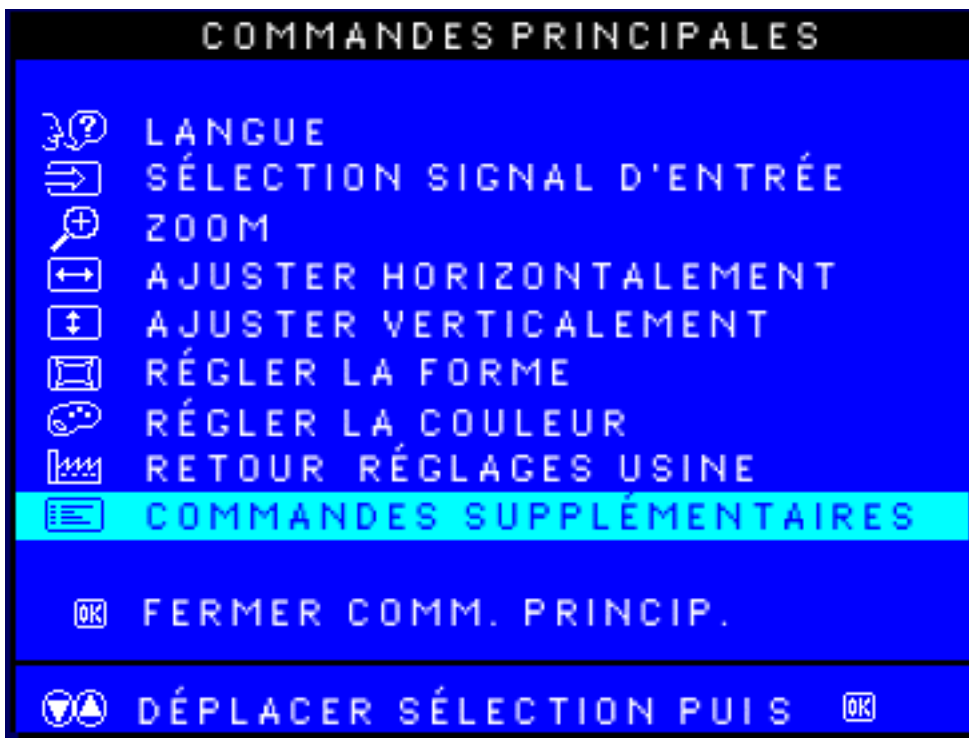 COMMANDES PRINCIPALES
LANGUE
SÉLECTION SIGNAL D'ENTRÉE
ZOOM
AJUSTER HORIZONTALEMENT
AJUSTER VERTICALEMENT
RÉGLER LA FORME
RÉGLER LA COULEUR
RETOUR RÉGLAGES USINE
COMMANDES SUPPLÉMENTAIRES
OK FERMER COMM. PRINCIP.
DÉPLACER SÉLECTION PUIS OK